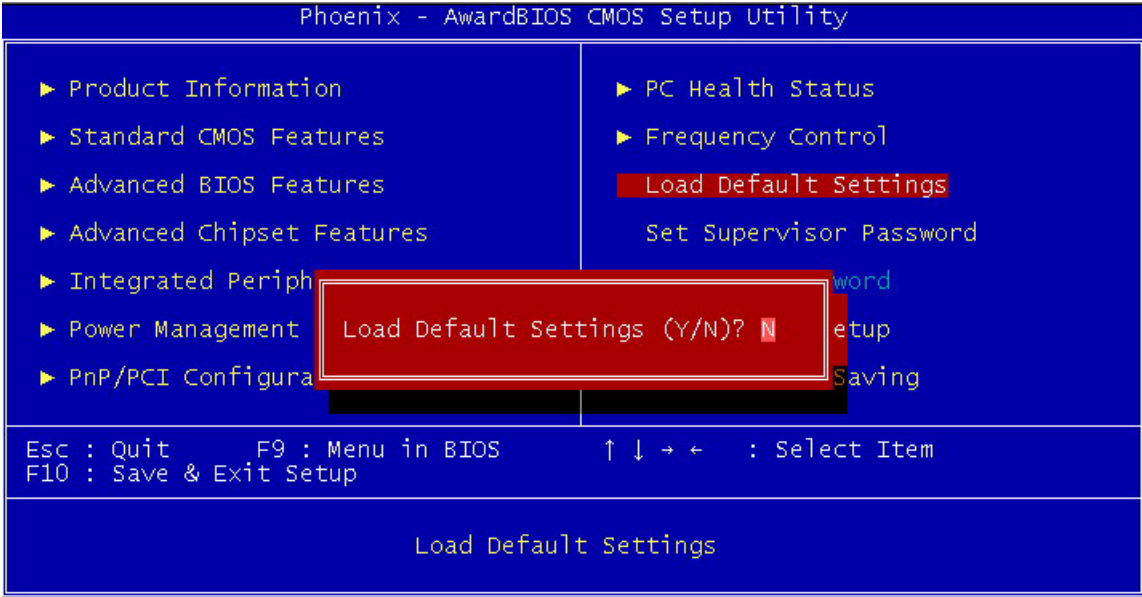 Phoenix - AwardBIOS CMOS Setup Utility
► Product Information
► Standard CMOS Features
► Advanced BIOS Features
► Advanced Chipset Features
► Integrated Periph
► Power Management
► PnP/PCI Configura
► PC Health Status
► Frequency Control
Load Default Settings
Set Supervisor Password
word
etup
Saving
Load Default Settings (Y/N)? N
Esc : Quit F9 : Menu in BIOS ↑ ↓ → ← : Select Item
F10 : Save & Exit Setup
Load Default Settings